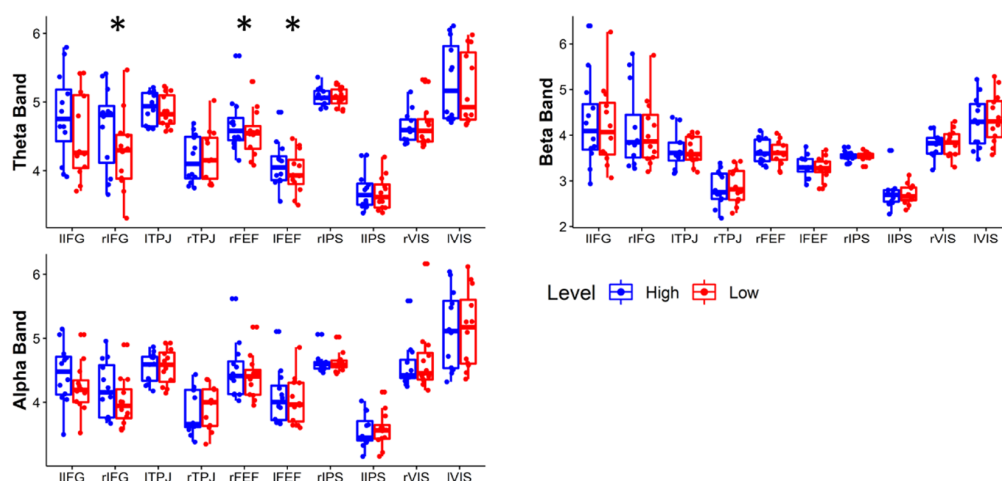 * * *
Theta Band
6
5
4
lIFG rIFG lTPJ rTPJ rFEF lFEF rIPS lIPS rVIS lVIS
Beta Band
6
5
4
3
2
lIFG rIFG lTPJ rTPJ rFEF lFEF rIPS lIPS rVIS lVIS
Alpha Band
6
5
4
lIFG rIFG lTPJ rTPJ rFEF lFEF rIPS lIPS rVIS lVIS
Level High Low